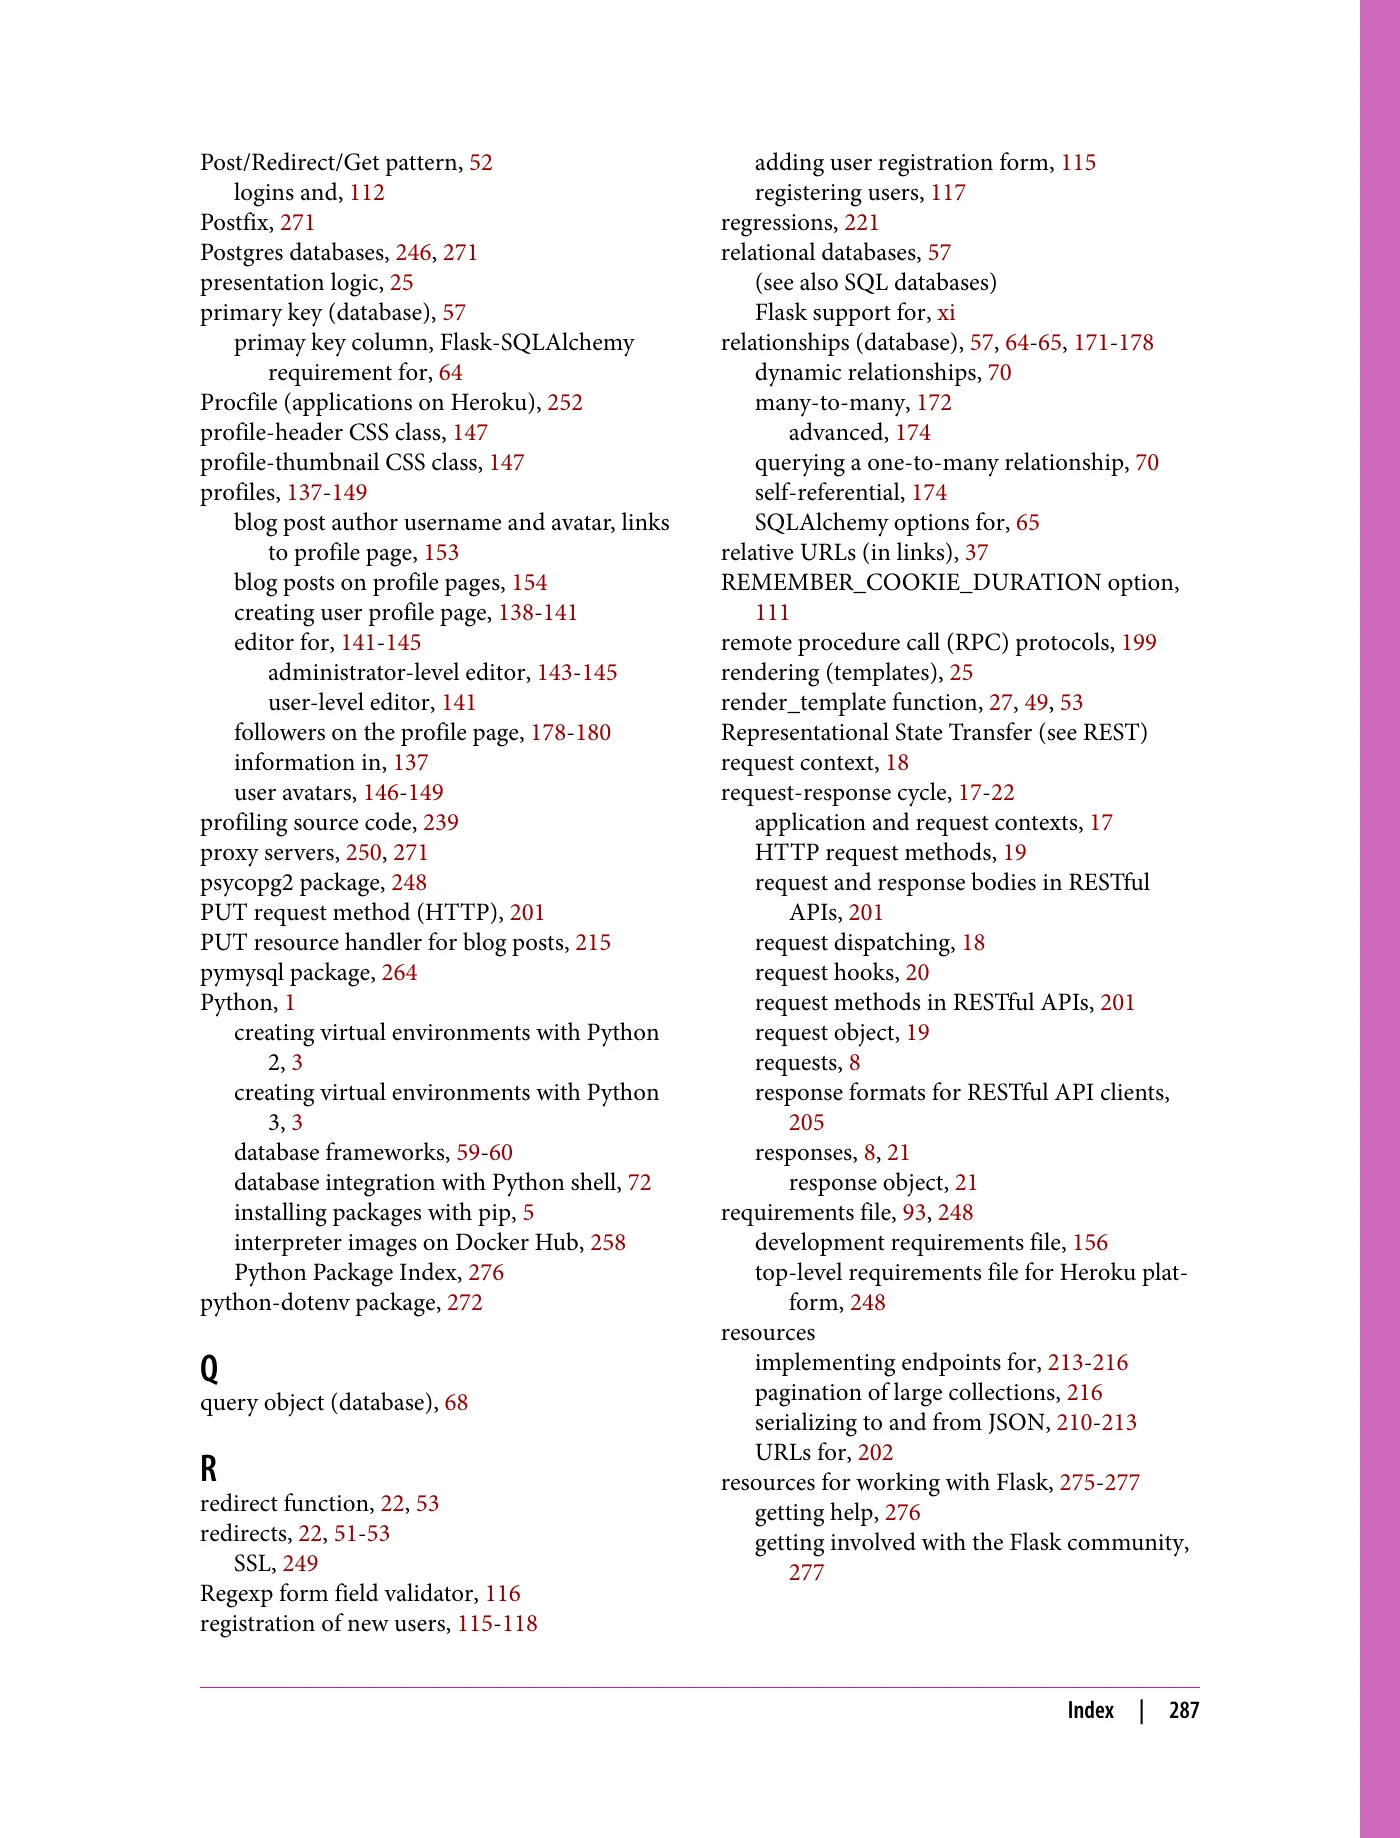 Post/Redirect/Get pattern, 52
logins and, 112
Postfix, 271
Postgres databases, 246, 271
presentation logic, 25
primary key (database), 57
primay key column, Flask-SQLAlchemy
requirement for, 64
Procfile (applications on Heroku), 252
profile-header CSS class, 147
profile-thumbnail CSS class, 147
profiles, 137-149
blog post author username and avatar, links
to profile page, 153
blog posts on profile pages, 154
creating user profile page, 138-141
editor for, 141-145
administrator-level editor, 143-145
user-level editor, 141
followers on the profile page, 178-180
information in, 137
user avatars, 146-149
profiling source code, 239
proxy servers, 250, 271
psycopg2 package, 248
PUT request method (HTTP), 201
PUT resource handler for blog posts, 215
pymysql package, 264
Python, 1
creating virtual environments with Python
2, 3
creating virtual environments with Python
3, 3
database frameworks, 59-60
database integration with Python shell, 72
installing packages with pip, 5
interpreter images on Docker Hub, 258
Python Package Index, 276
python-dotenv package, 272
Q
query object (database), 68
R
redirect function, 22, 53
redirects, 22, 51-53
SSL, 249
Regexp form field validator, 116
registration of new users, 115-118
adding user registration form, 115
registering users, 117
regressions, 221
relational databases, 57
(see also SQL databases)
Flask support for, xi
relationships (database), 57, 64-65, 171-178
dynamic relationships, 70
many-to-many, 172
advanced, 174
querying a one-to-many relationship, 70
self-referential, 174
SQLAlchemy options for, 65
relative URLs (in links), 37
REMEMBER_COOKIE_DURATION option,
111
remote procedure call (RPC) protocols, 199
rendering (templates), 25
render_template function, 27, 49, 53
Representational State Transfer (see REST)
request context, 18
request-response cycle, 17-22
application and request contexts, 17
HTTP request methods, 19
request and response bodies in RESTful
APIs, 201
request dispatching, 18
request hooks, 20
request methods in RESTful APIs, 201
request object, 19
requests, 8
response formats for RESTful API clients,
205
responses, 8, 21
response object, 21
requirements file, 93, 248
development requirements file, 156
top-level requirements file for Heroku plat-
form, 248
resources
implementing endpoints for, 213-216
pagination of large collections, 216
serializing to and from JSON, 210-213
URLs for, 202
resources for working with Flask, 275-277
getting help, 276
getting involved with the Flask community,
277
Index | 287